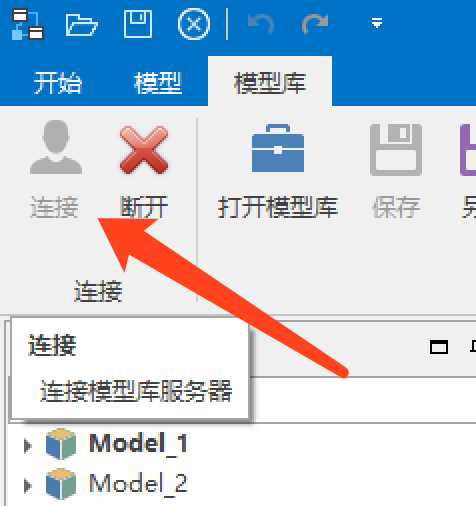 开始 模型 模型库
连接 断开 打开模型库 保存
连接
连接
连接模型库服务器
Model_1
Model_2